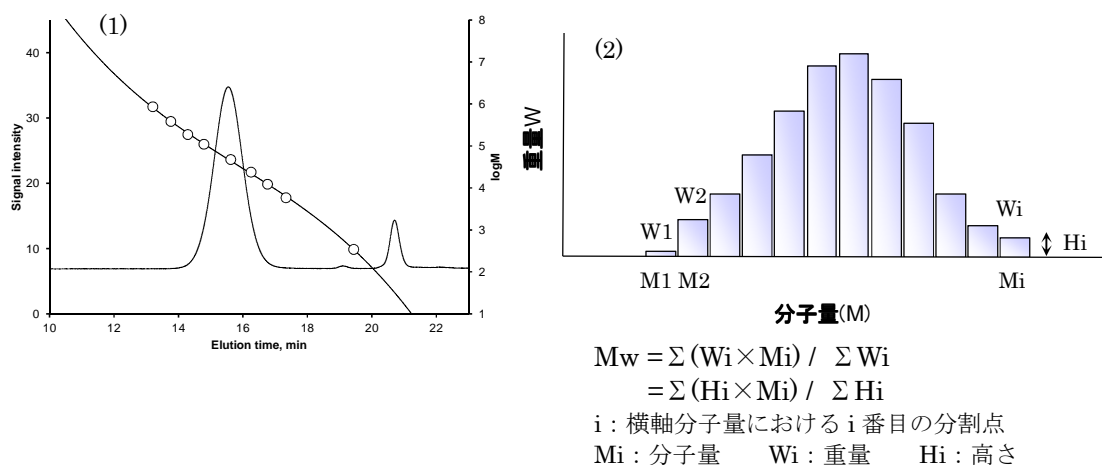 (1)
Signal intensity
40
30
20
10
0
10 12 14 16 18 20 22
Elution time, min
8
7
6
5
4
3
2
1
logM
(2)
重量W
W1
W2
Wi
Hi
M1 M2
Mi
分子量(M)
Mw = Σ (Wi×Mi) / ΣWi
= Σ (Hi×Mi) / ΣHi
i：横軸分子量における i 番目の分割点
Mi：分子量 Wi：重量 Hi：高さ